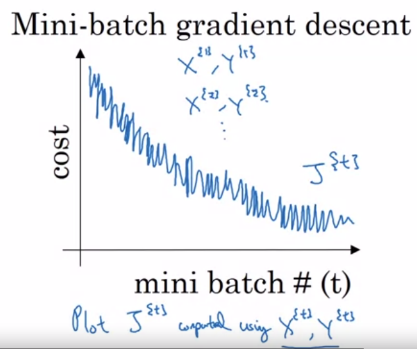 Mini-batch gradient descent
X^{1}, Y^{1}
X^{2}, Y^{2}.
⋮
cost
J^{t}
mini batch # (t)
Plot J^{t} computed using X^{t}, Y^{t}